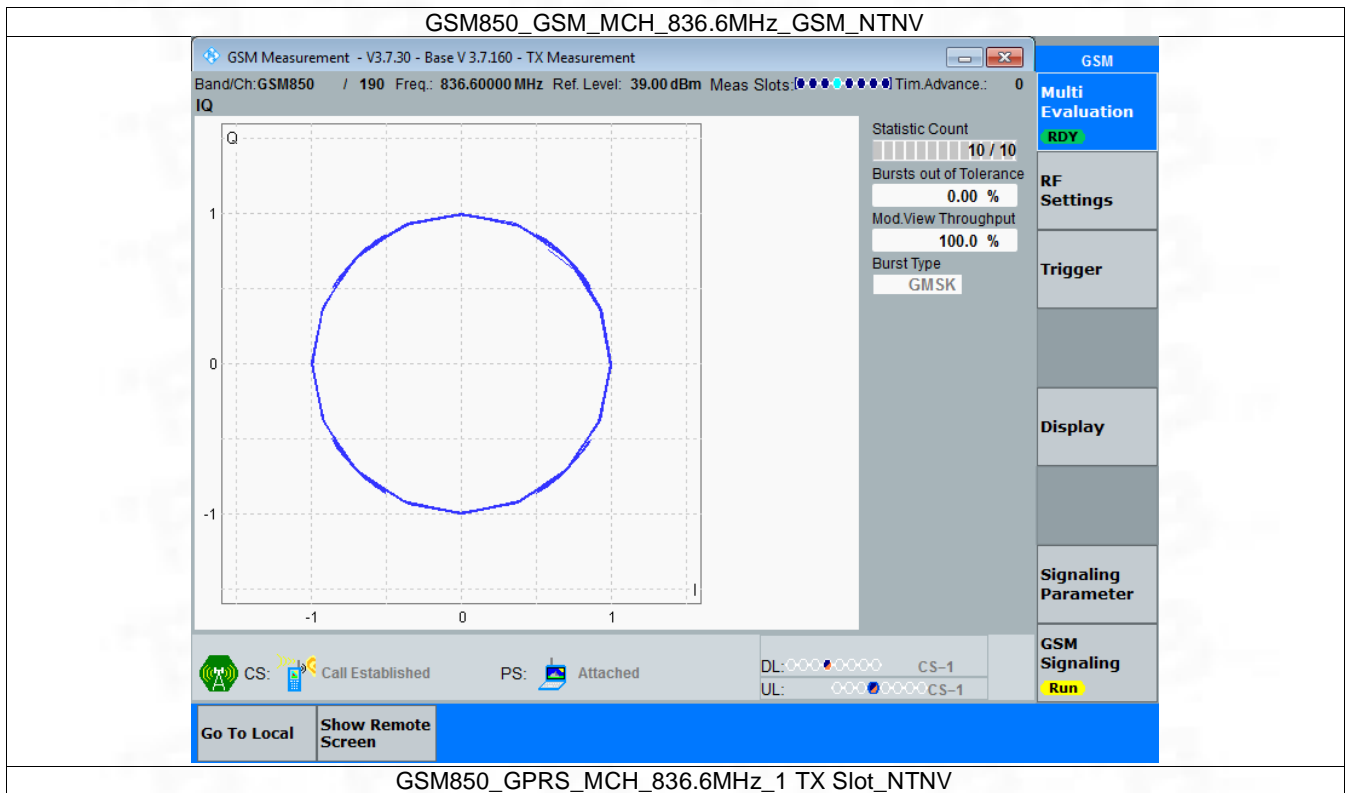 GSM850_GSM_MCH_836.6MHz_GSM_NTNV
GSM Measurement - V3.7.30 - Base V 3.7.160 - TX Measurement
GSM
Band/Ch:GSM850 / 190 Freq.: 836.60000 MHz Ref. Level: 39.00 dBm Meas Slots: Tim.Advance.: 0
IQ
Multi
Evaluation
RDY
Q
1
0
-1
I
-1 0 1
Statistic Count
10 / 10
Bursts out of Tolerance
0.00 %
Mod.View Throughput
100.0 %
Burst Type
GMSK
RF
Settings
Trigger
Display
Signaling
Parameter
GSM
Signaling
Run
CS: Call Established PS: Attached
DL: CS-1
UL: CS-1
Go To Local
Show Remote
Screen
GSM850_GPRS_MCH_836.6MHz_1 TX Slot_NTNV